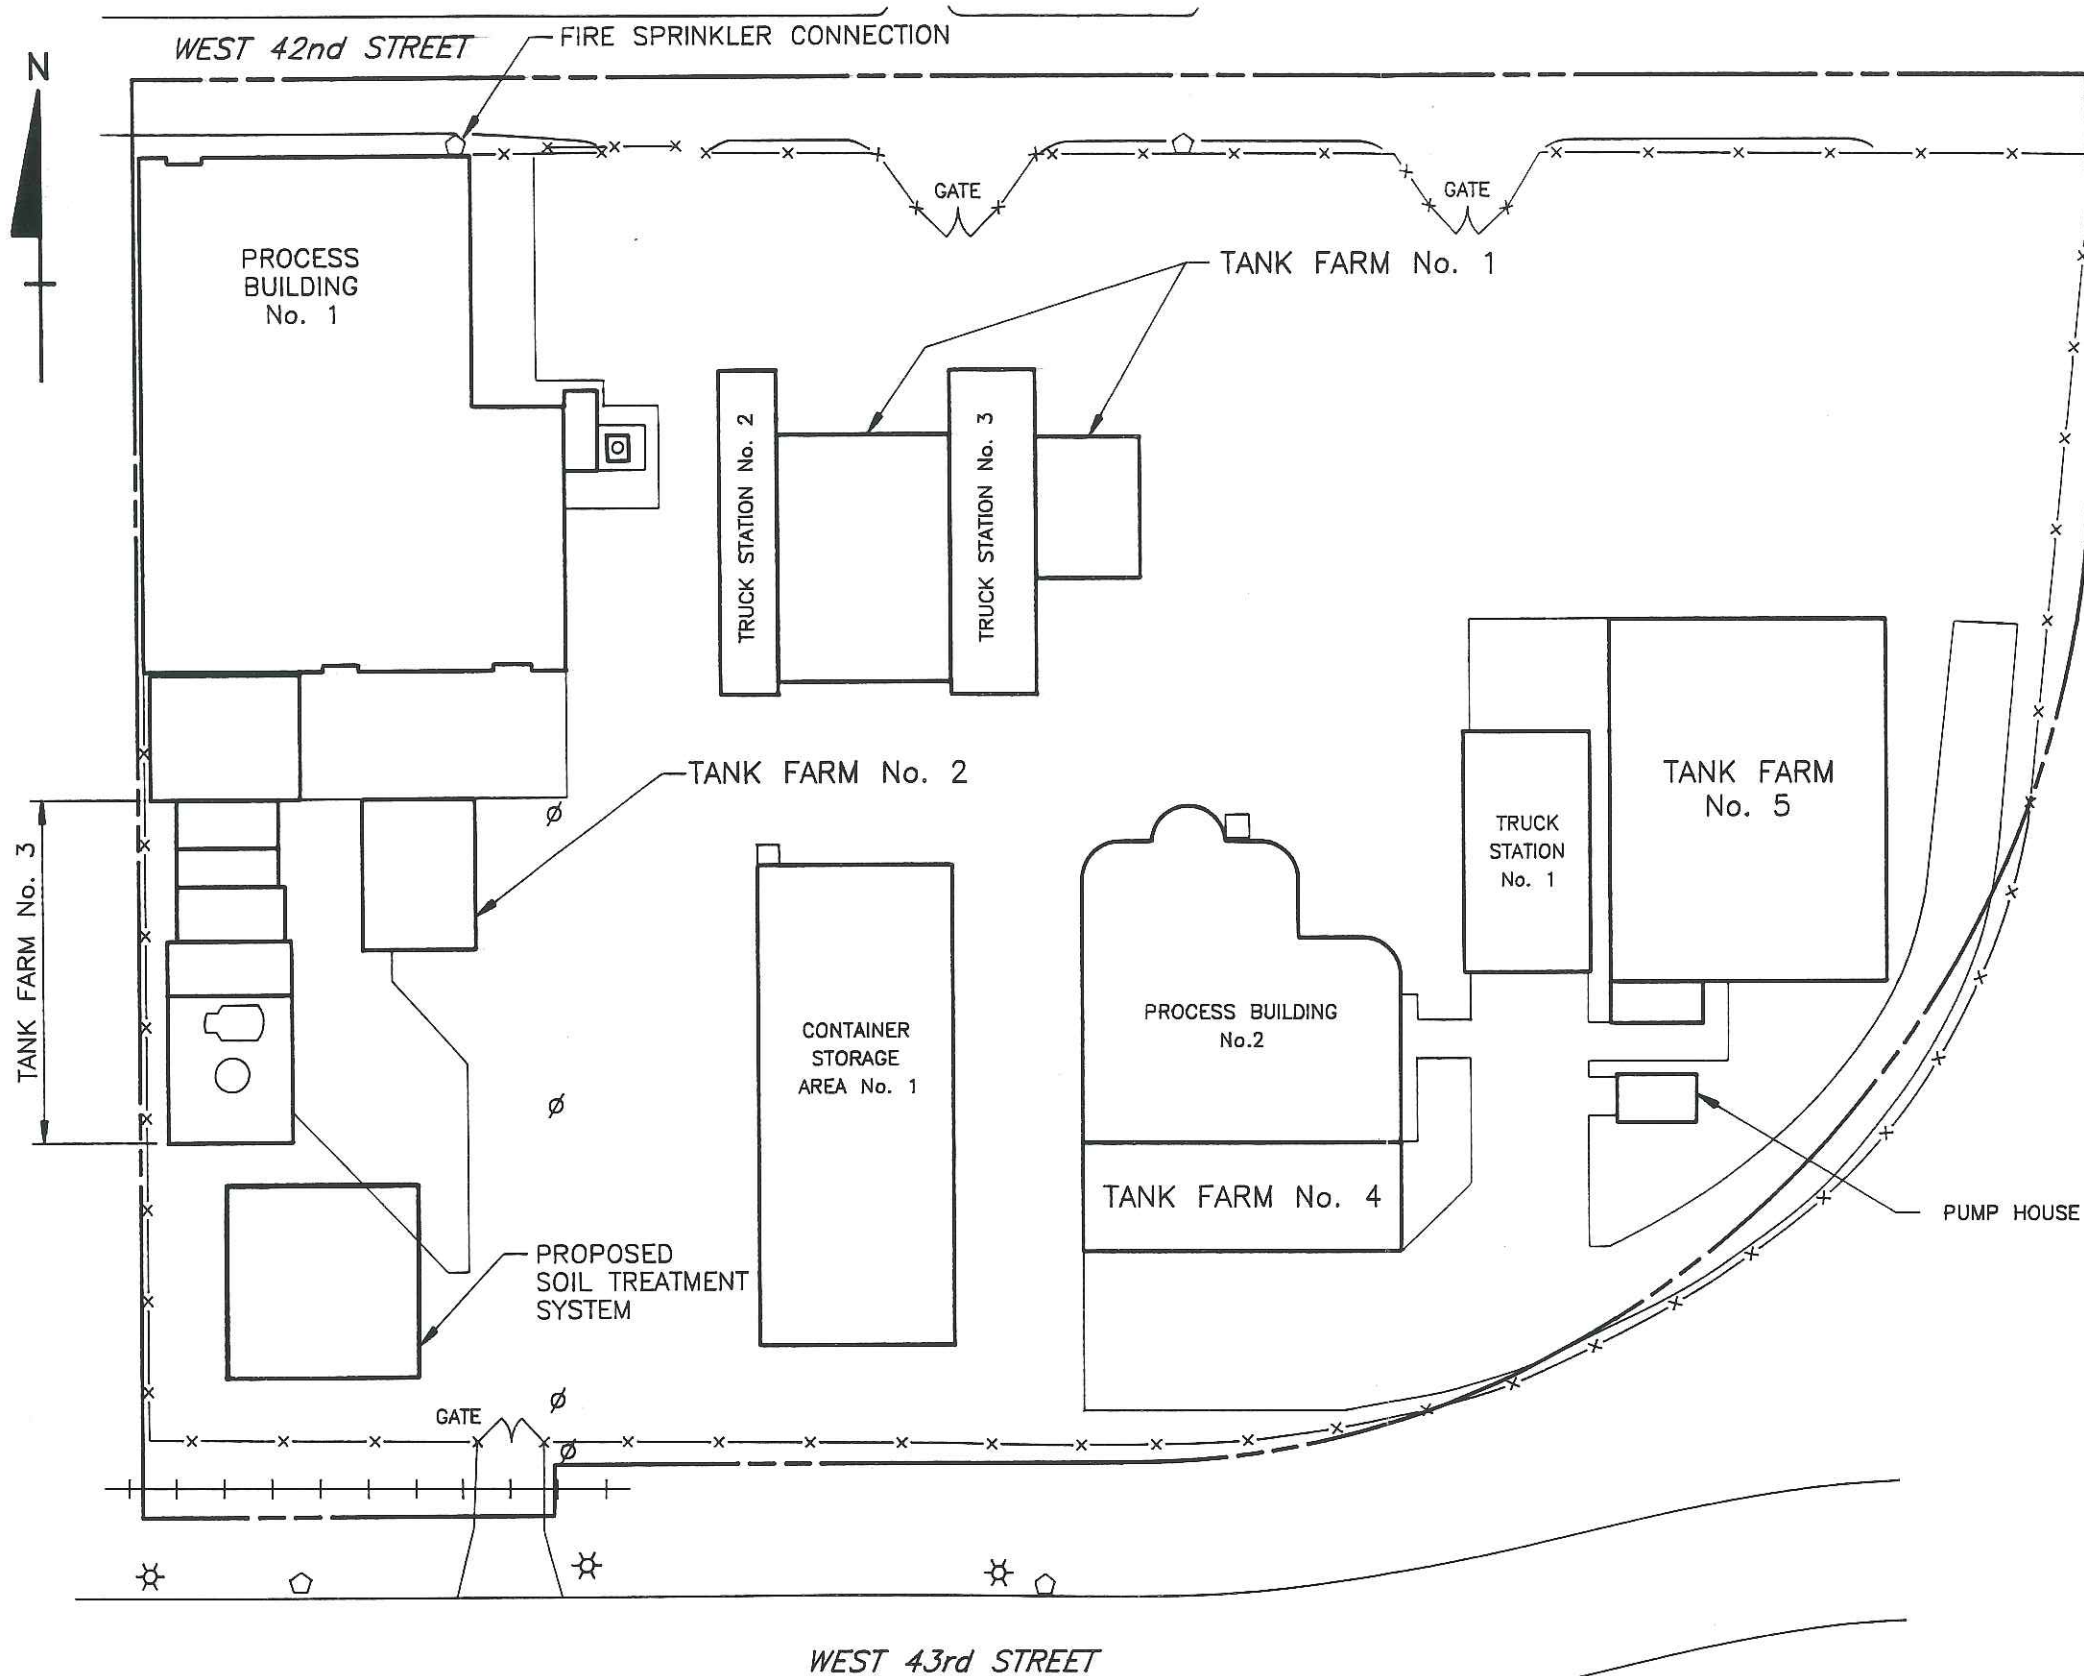 WEST 42nd STREET
FIRE SPRINKLER CONNECTION
N
GATE
GATE
PROCESS
BUILDING
No. 1
TANK FARM No. 1
TRUCK STATION No. 2
TRUCK STATION No. 3
TANK FARM No. 2
TANK FARM
No. 5
TRUCK
STATION
No. 1
TANK FARM No. 3
CONTAINER
STORAGE
AREA No. 1
PROCESS BUILDING
No.2
TANK FARM No. 4
PUMP HOUSE
PROPOSED
SOIL TREATMENT
SYSTEM
GATE
WEST 43rd STREET